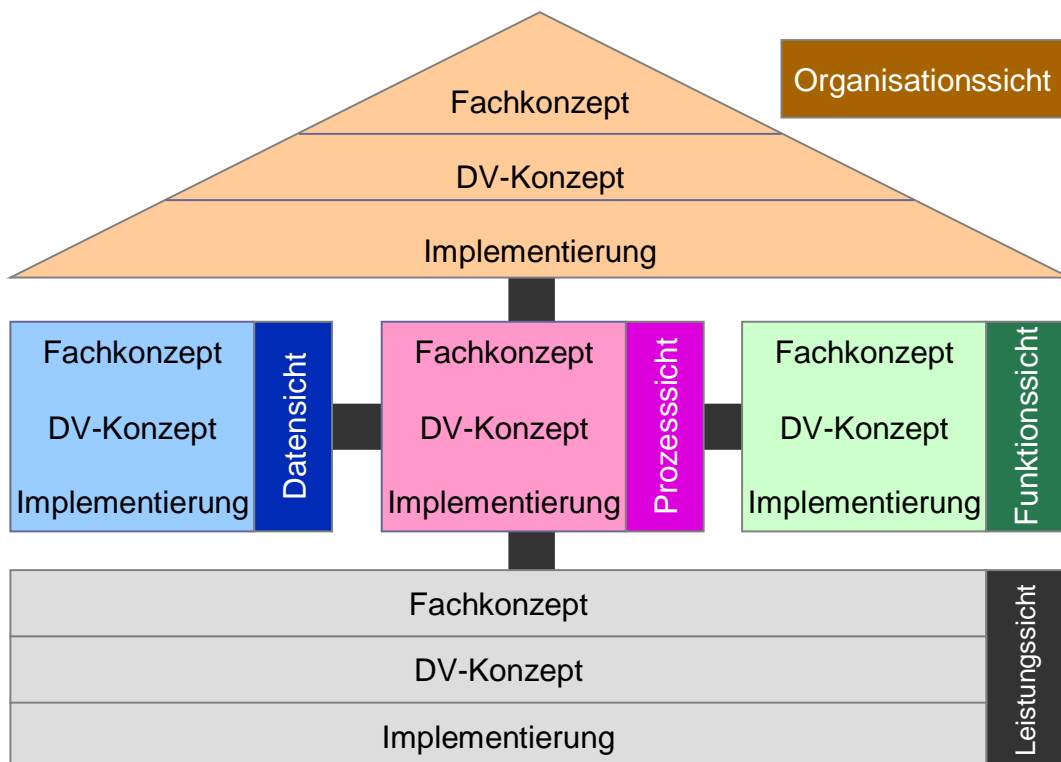 Organisationssicht
Fachkonzept
DV-Konzept
Implementierung
Fachkonzept
DV-Konzept
Implementierung
Datensicht
Fachkonzept
DV-Konzept
Implementierung
Prozesssicht
Fachkonzept
DV-Konzept
Implementierung
Funktionssicht
Fachkonzept
DV-Konzept
Implementierung
Leistungssicht